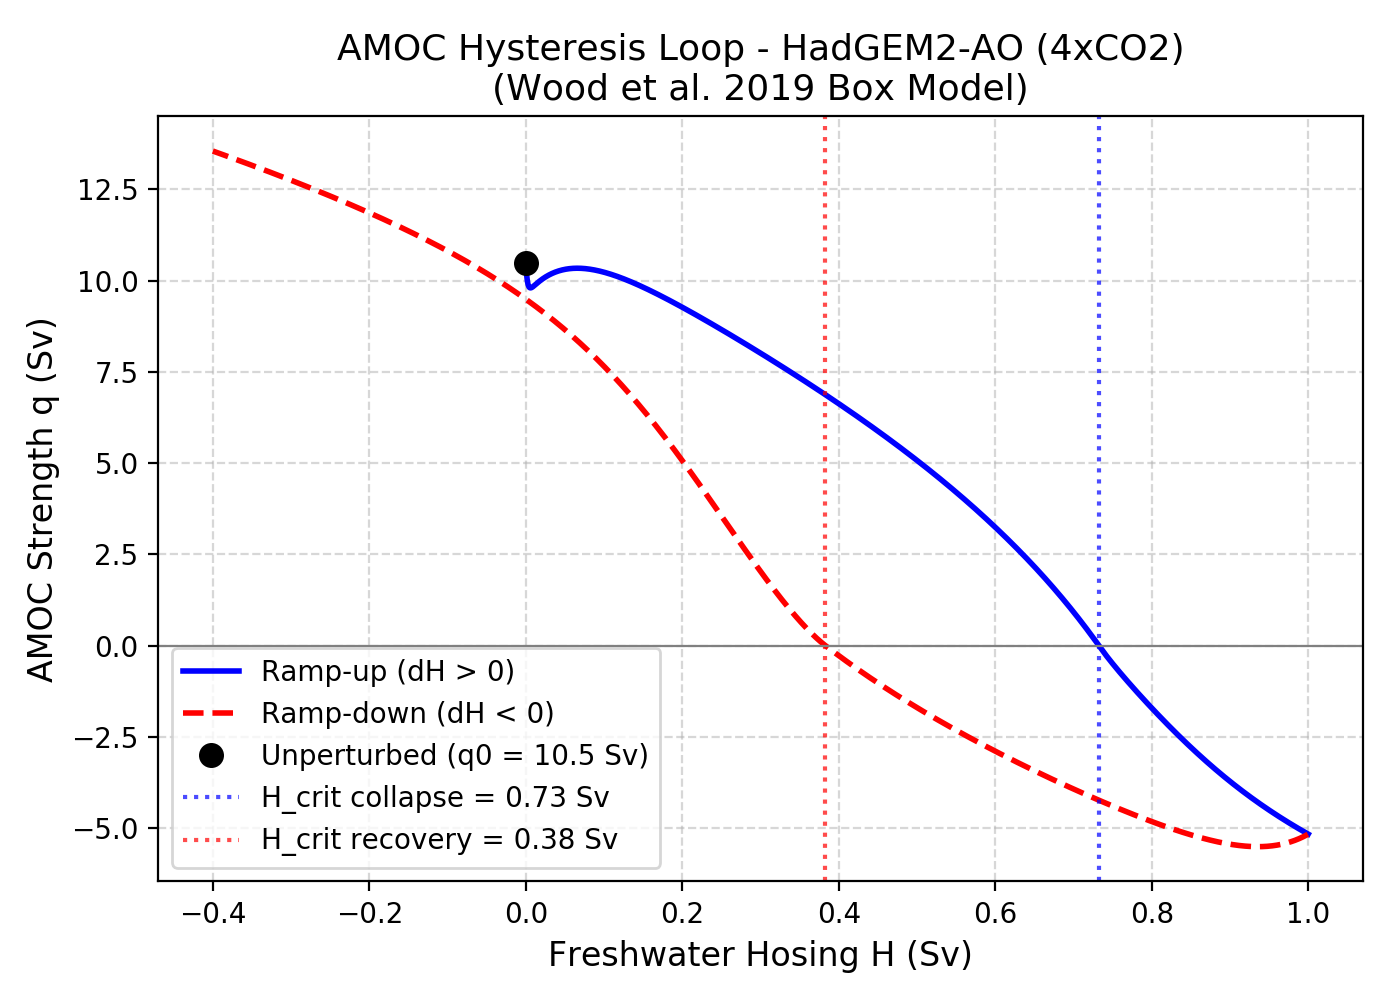 AMOC Hysteresis Loop - HadGEM2-AO (4xCO2)
(Wood et al. 2019 Box Model)
AMOC Strength q (Sv)
12.5
10.0
7.5
5.0
2.5
0.0
−2.5
−5.0
Ramp-up (dH > 0)
Ramp-down (dH < 0)
Unperturbed (q0 = 10.5 Sv)
H_crit collapse = 0.73 Sv
H_crit recovery = 0.38 Sv
−0.4 −0.2 0.0 0.2 0.4 0.6 0.8 1.0
Freshwater Hosing H (Sv)